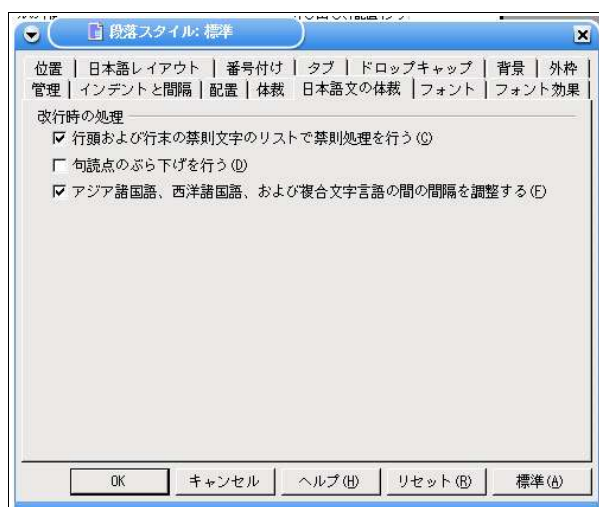 段落スタイル: 標準
位置 日本語レイアウト 番号付け タブ ドロップキャップ 背景 外枠
管理 インデントと間隔 配置 体裁 日本語文の体裁 フォント フォント効果
改行時の処理
行頭および行末の禁則文字のリストで禁則処理を行う(C)
句読点のぶら下げを行う(D)
アジア諸国語、西洋諸国語、および複合文字言語の間の間隔を調整する(E)
OK キャンセル ヘルプ(H) リセット(R) 標準(A)